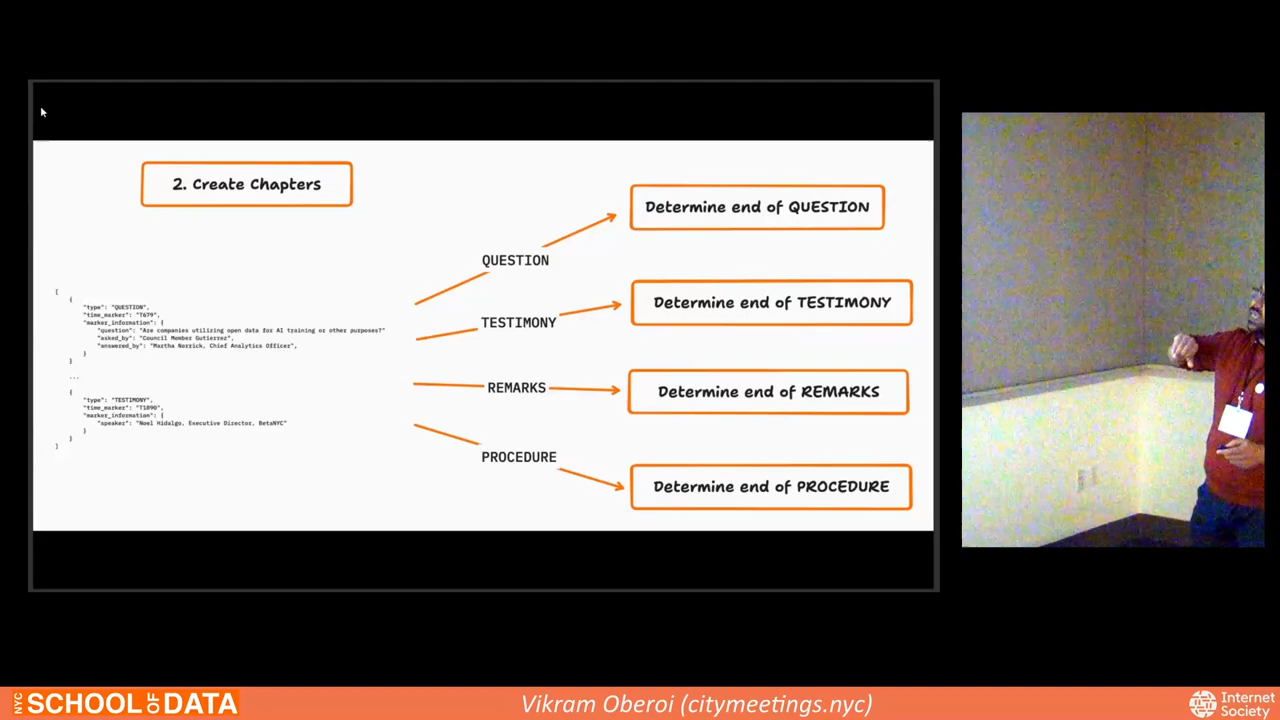 2. Create Chapters
[
{
"type": "QUESTION",
"time_marker": "T679",
"marker_information": {
"question": "Are companies utilizing open data for AI training or other purposes?"
"asked_by": "Council Member Gutierrez",
"answered_by": "Martha Norrick, Chief Analytics Officer",
}
}
...
{
"type": "TESTIMONY",
"time_marker": "T1890",
"marker_information": {
"speaker": "Noel Hidalgo, Executive Director, BetaNYC"
}
}
]
QUESTION
TESTIMONY
REMARKS
PROCEDURE
Determine end of QUESTION
Determine end of TESTIMONY
Determine end of REMARKS
Determine end of PROCEDURE
NYC SCHOOL OF DATA
Vikram Oberoi (citymeetings.nyc)
Internet
Society